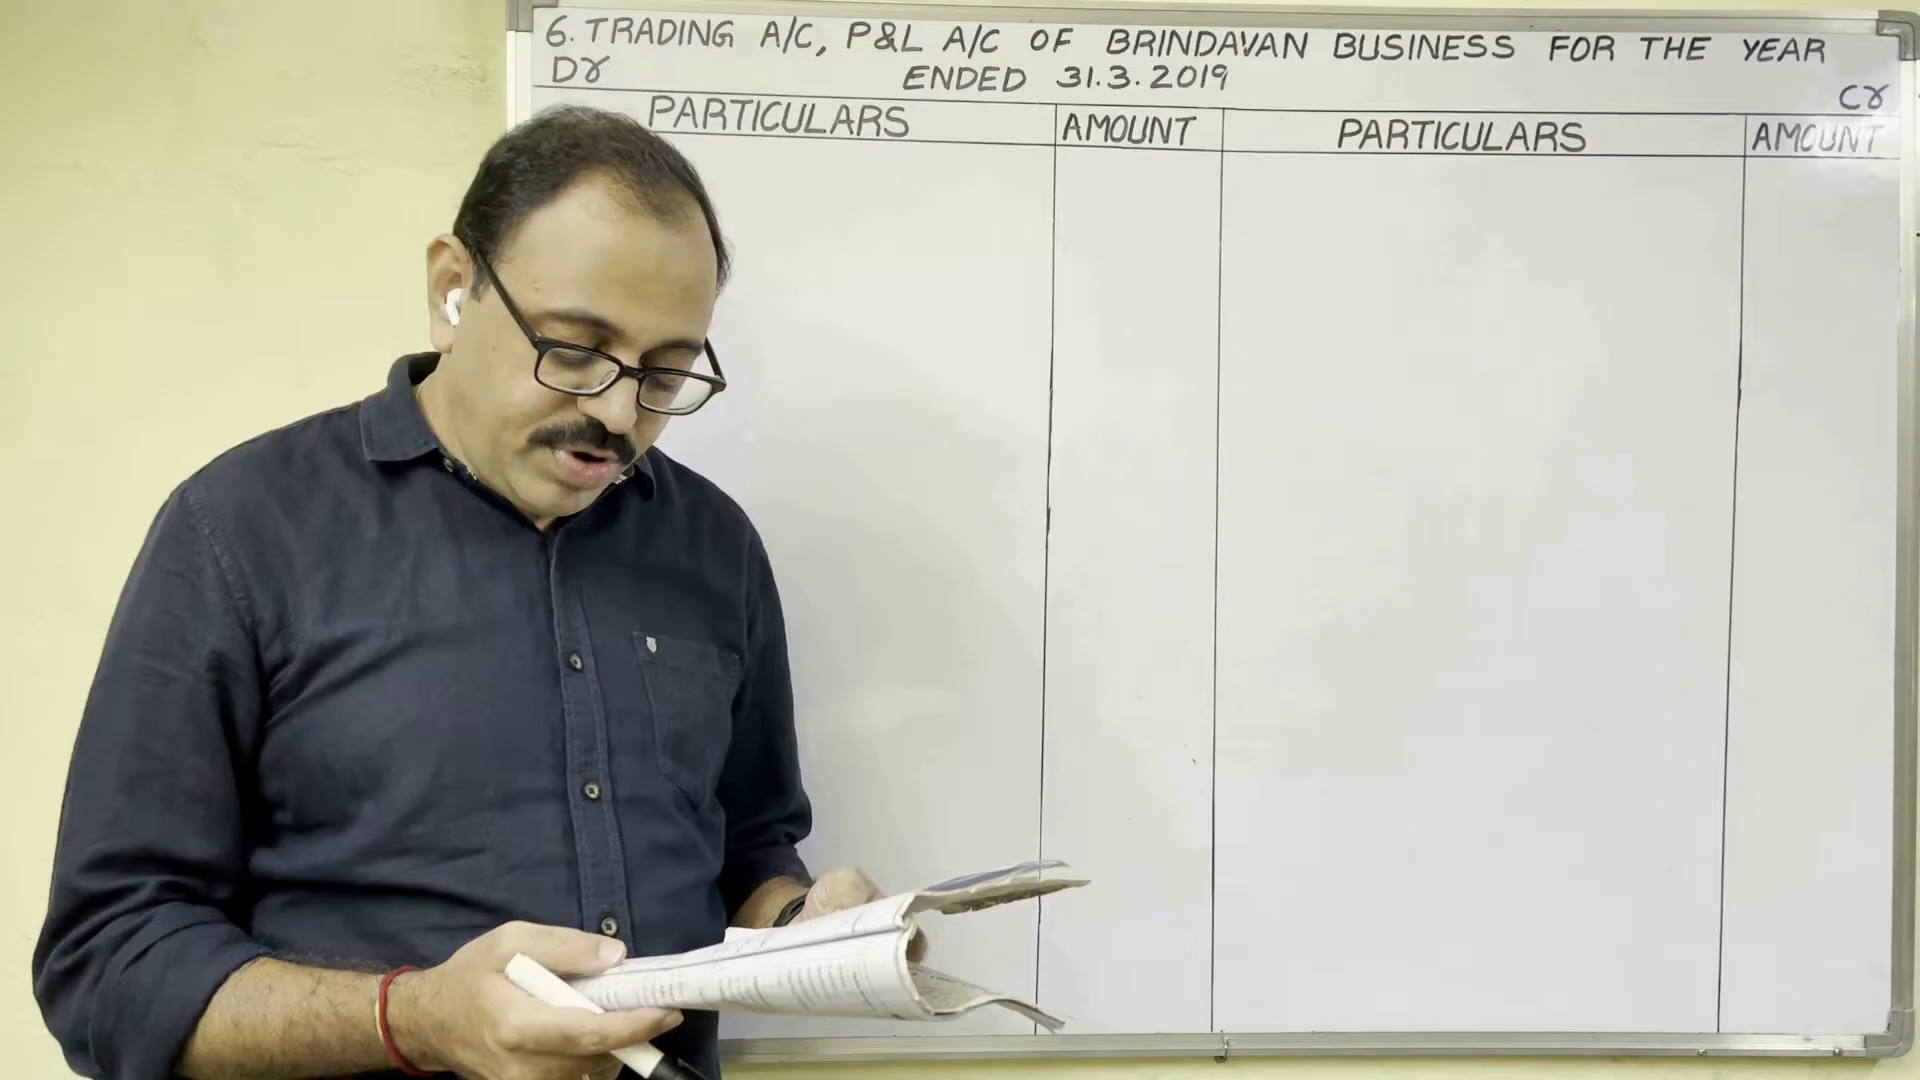 6. TRADING A/C, P&L A/C OF BRINDAVAN BUSINESS FOR THE YEAR
Dr ENDED 31.3.2019 Cr
PARTICULARS AMOUNT PARTICULARS AMOUNT